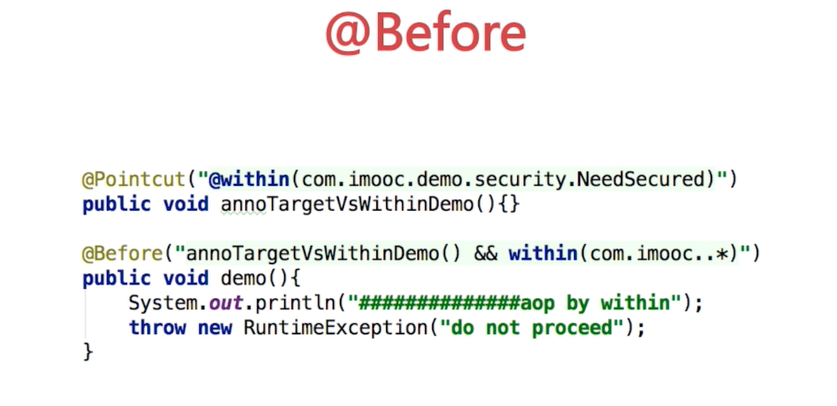 @Before
@Pointcut("@within(com.imooc.demo.security.NeedSecured)")
public void annoTargetVsWithinDemo(){}
@Before("annoTargetVsWithinDemo() && within(com.imooc..*)")
public void demo(){
System.out.println("##############aop by within");
throw new RuntimeException("do not proceed");
}